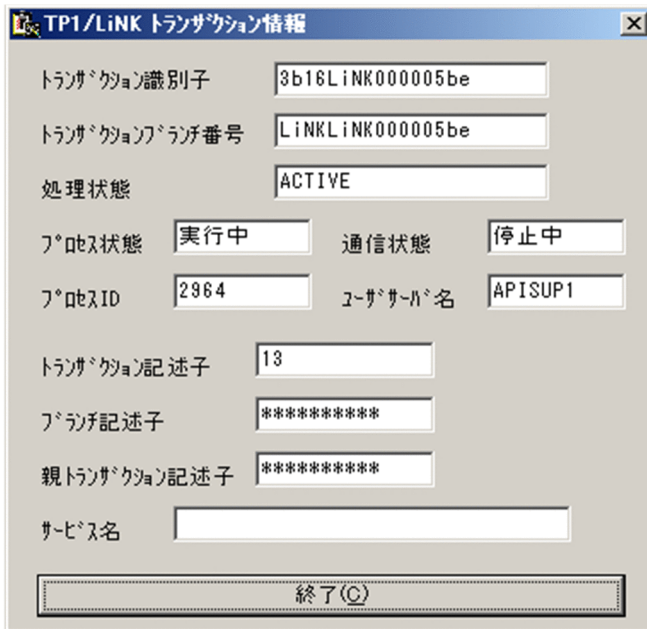 TP1/LiNK トランザクション情報
トランザクション識別子 3b16LiNK000005be
トランザクションブランチ番号 LiNKLiNK000005be
処理状態 ACTIVE
プロセス状態 実行中 通信状態 停止中
プロセスID 2964 ユーザサーバ名 APISUP1
トランザクション記述子 13
ブランチ記述子 **********
親トランザクション記述子 **********
サービス名
終了(C)